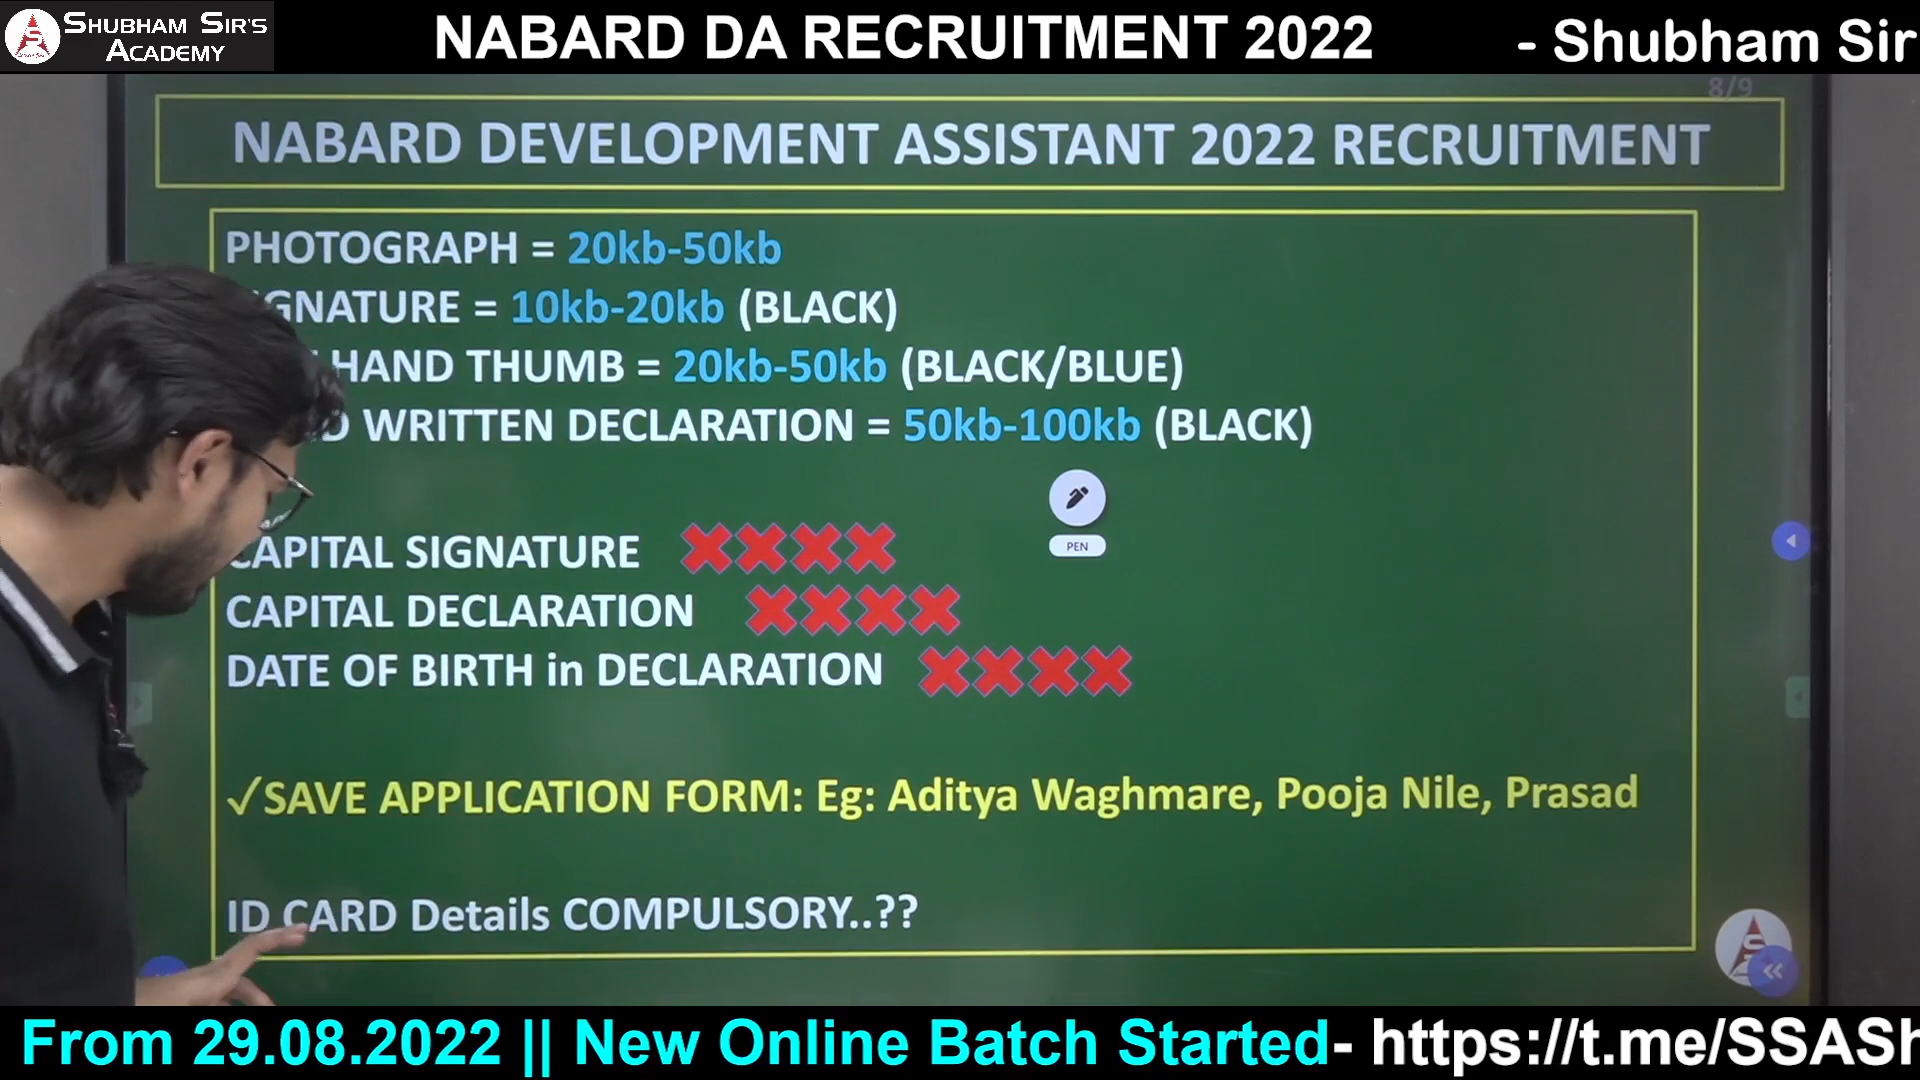 SHUBHAM SIR'S
ACADEMY
NABARD DA RECRUITMENT 2022 - Shubham Sir
8/9
NABARD DEVELOPMENT ASSISTANT 2022 RECRUITMENT
PHOTOGRAPH = 20kb-50kb
GNATURE = 10kb-20kb (BLACK)
HAND THUMB = 20kb-50kb (BLACK/BLUE)
D WRITTEN DECLARATION = 50kb-100kb (BLACK)
PEN
CAPITAL SIGNATURE ❌❌❌❌
CAPITAL DECLARATION ❌❌❌❌
DATE OF BIRTH in DECLARATION ❌❌❌❌
✓SAVE APPLICATION FORM: Eg: Aditya Waghmare, Pooja Nile, Prasad
ID CARD Details COMPULSORY..??
From 29.08.2022 || New Online Batch Started- https://t.me/SSASh